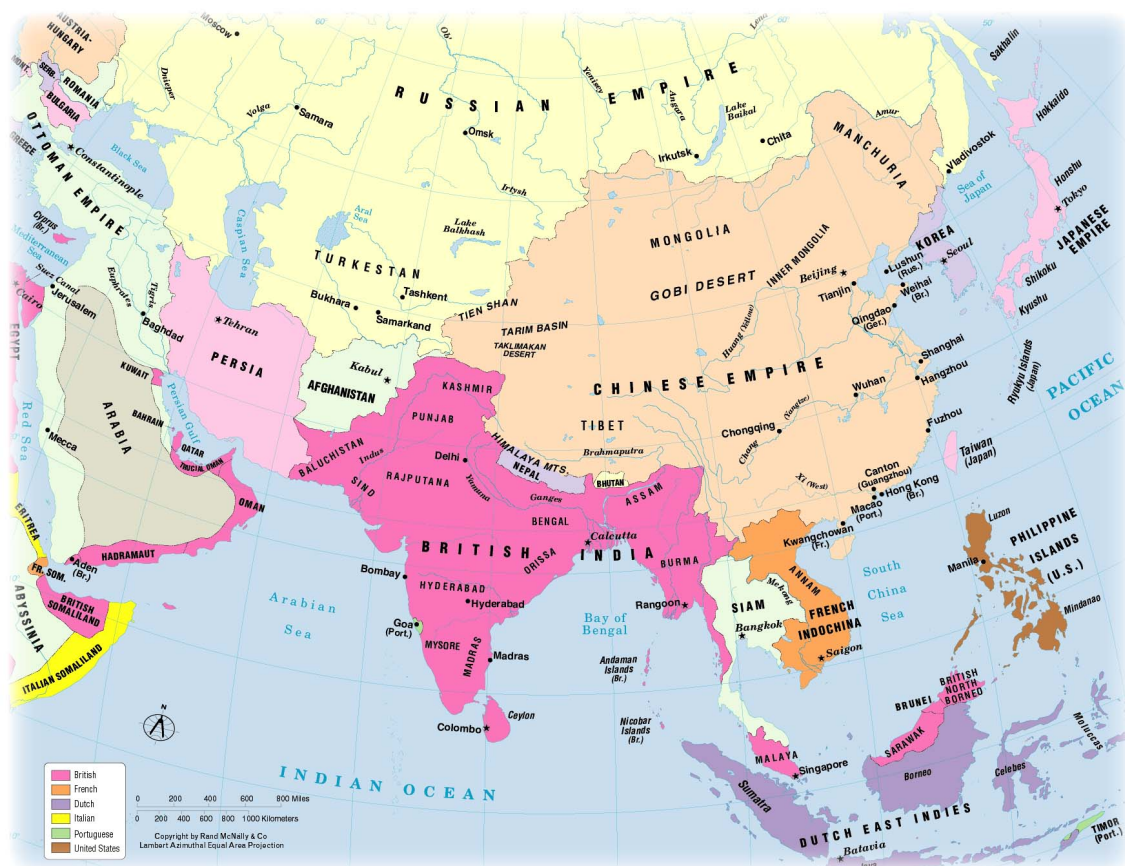 AUSTRIA-
HUNGARY
MONT.
SERB.
ROMANIA
BULGARIA
GREECE
OTTOMAN EMPIRE
Constantinople
Black Sea
Cyprus
(Br.)
Mediterranean
Sea
Suez Canal
Cairo
EGYPT
Jerusalem
Euphrates
Tigris
Baghdad
Moscow
Dnieper
Volga
Samara
Ob'
Yenisey
Angora
Lena
Lake
Baikal
Amur
Sakhalin
RUSSIAN EMPIRE
Omsk
Irtysh
Irkutsk
Chita
Vladivostok
Caspian Sea
Aral
Sea
Lake
Balkhash
TURKESTAN
Bukhara
Tashkent
Samarkand
Tehran
PERSIA
Kabul
AFGHANISTAN
KUWAIT
Persian Gulf
BAHRAIN
QATAR
TRUCIAL OMAN
OMAN
ARABIA
Red Sea
Mecca
HADRAMAUT
Aden
(Br.)
ERITREA
FR. SOM.
BRITISH
SOMALILAND
ABYSSINIA
ITALIAN SOMALILAND
MANCHURIA
MONGOLIA
INNER MONGOLIA
GOBI DESERT
TIEN SHAN
TARIM BASIN
TAKLIMAKAN
DESERT
CHINESE EMPIRE
TIBET
Beijing
Tianjin
Huang (Yellow)
Lushun
(Rus.)
Weihai
(Br.)
Qingdao
(Ger.)
Shanghai
Hangzhou
Wuhan
Chongqing
Chang
(Yangtze)
Fuzhou
Xi (West)
Canton
(Guangzhou)
Hong Kong
(Br.)
Macao
(Port.)
Kwangchowan
(Fr.)
KOREA
Seoul
Sea of
Japan
Hokkaido
Honshu
Tokyo
JAPANESE
EMPIRE
Shikoku
Kyushu
Ryukyu Islands
(Japan)
PACIFIC
OCEAN
Taiwan
(Japan)
KASHMIR
PUNJAB
BALUCHISTAN
Indus
SIND
Delhi
RAJPUTANA
Yamuna
HIMALAYA MTS.
NEPAL
Brahmaputra
BHUTAN
ASSAM
Ganges
BENGAL
Calcutta
BRITISH INDIA
ORISSA
BURMA
Rangoon
Bombay
HYDERABAD
Hyderabad
Goa
(Port.)
MYSORE
MADRAS
Madras
Colombo
Ceylon
Arabian
Sea
Bay of
Bengal
Andaman
Islands
(Br.)
Nicobar
Islands
(Br.)
SIAM
Bangkok
Mekong
ANNAM
FRENCH
INDOCHINA
Saigon
South
China
Sea
Luzon
Manila
PHILIPPINE
ISLANDS
(U.S.)
Mindanao
BRUNEI
BRITISH
NORTH
BORNEO
SARAWAK
MALAYA
Singapore
Sumatra
Borneo
Celebes
Moluccas
DUTCH EAST INDIES
Batavia
TIMOR
(Port.)
INDIAN OCEAN
N
British
French
Dutch
Italian
Portuguese
United States
0 200 400 600 800 Miles
0 200 400 600 800 1000 Kilometers
Copyright by Rand McNally & Co
Lambert Azimuthal Equal Area Projection